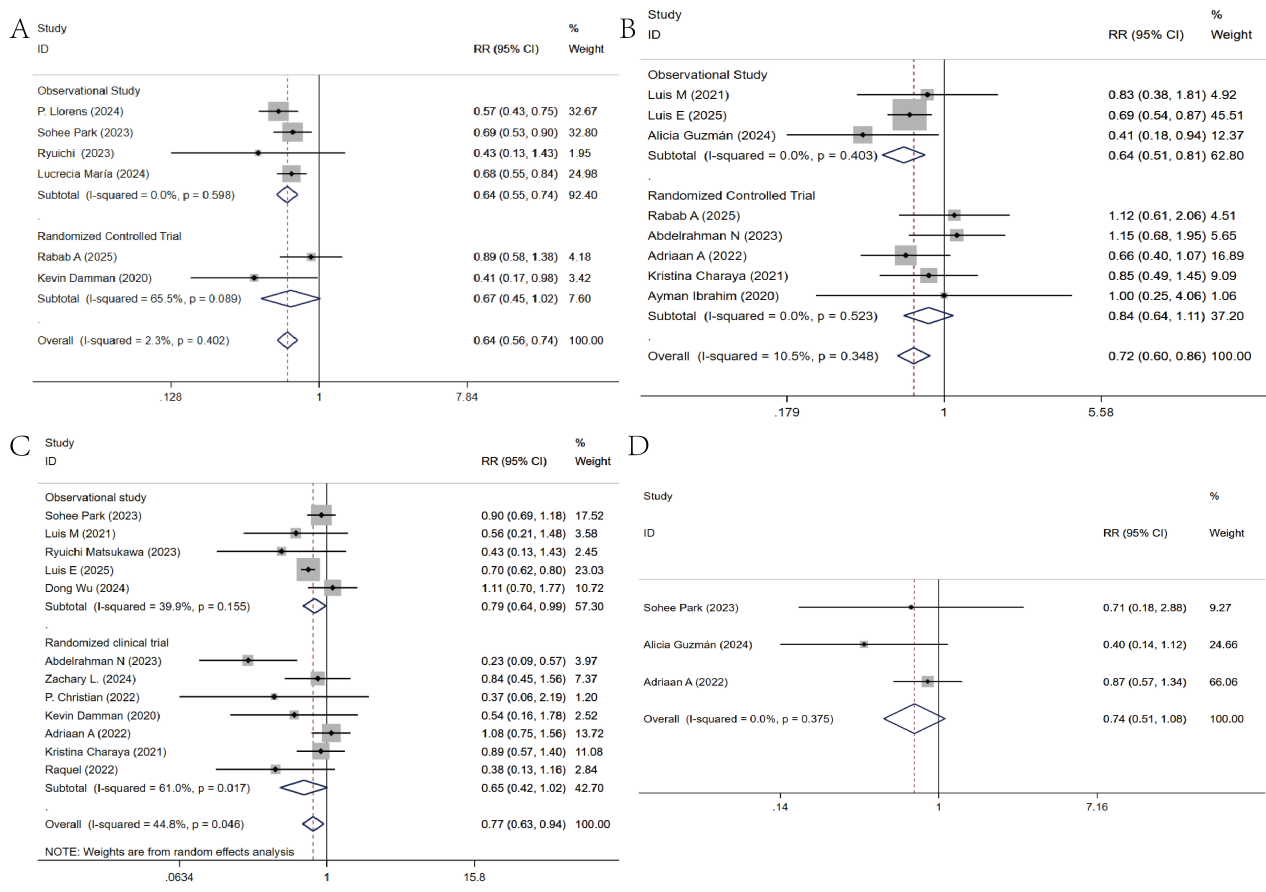 A
Study %
ID RR (95% CI) Weight
Observational Study
P. Llorens (2024) 0.57 (0.43, 0.75) 32.67
Sohee Park (2023) 0.69 (0.53, 0.90) 32.80
Ryuichi (2023) 0.43 (0.13, 1.43) 1.95
Lucrecia María (2024) 0.68 (0.55, 0.84) 24.98
Subtotal (I-squared = 0.0%, p = 0.598) 0.64 (0.55, 0.74) 92.40
.
Randomized Controlled Trial
Rabab A (2025) 0.89 (0.58, 1.38) 4.18
Kevin Damman (2020) 0.41 (0.17, 0.98) 3.42
Subtotal (I-squared = 65.5%, p = 0.089) 0.67 (0.45, 1.02) 7.60
.
Overall (I-squared = 2.3%, p = 0.402) 0.64 (0.56, 0.74) 100.00
.128 1 7.84
B
Study %
ID RR (95% CI) Weight
Observational Study
Luis M (2021) 0.83 (0.38, 1.81) 4.92
Luis E (2025) 0.69 (0.54, 0.87) 45.51
Alicia Guzmán (2024) 0.41 (0.18, 0.94) 12.37
Subtotal (I-squared = 0.0%, p = 0.403) 0.64 (0.51, 0.81) 62.80
.
Randomized Controlled Trial
Rabab A (2025) 1.12 (0.61, 2.06) 4.51
Abdelrahman N (2023) 1.15 (0.68, 1.95) 5.65
Adriaan A (2022) 0.66 (0.40, 1.07) 16.89
Kristina Charaya (2021) 0.85 (0.49, 1.45) 9.09
Ayman Ibrahim (2020) 1.00 (0.25, 4.06) 1.06
Subtotal (I-squared = 0.0%, p = 0.523) 0.84 (0.64, 1.11) 37.20
.
Overall (I-squared = 10.5%, p = 0.348) 0.72 (0.60, 0.86) 100.00
.179 1 5.58
C
Study %
ID RR (95% CI) Weight
Observational study
Sohee Park (2023) 0.90 (0.69, 1.18) 17.52
Luis M (2021) 0.56 (0.21, 1.48) 3.58
Ryuichi Matsukawa (2023) 0.43 (0.13, 1.43) 2.45
Luis E (2025) 0.70 (0.62, 0.80) 23.03
Dong Wu (2024) 1.11 (0.70, 1.77) 10.72
Subtotal (I-squared = 39.9%, p = 0.155) 0.79 (0.64, 0.99) 57.30
.
Randomized clinical trial
Abdelrahman N (2023) 0.23 (0.09, 0.57) 3.97
Zachary L. (2024) 0.84 (0.45, 1.56) 7.37
P. Christian (2022) 0.37 (0.06, 2.19) 1.20
Kevin Damman (2020) 0.54 (0.16, 1.78) 2.52
Adriaan A (2022) 1.08 (0.75, 1.56) 13.72
Kristina Charaya (2021) 0.89 (0.57, 1.40) 11.08
Raquel (2022) 0.38 (0.13, 1.16) 2.84
Subtotal (I-squared = 61.0%, p = 0.017) 0.65 (0.42, 1.02) 42.70
.
Overall (I-squared = 44.8%, p = 0.046) 0.77 (0.63, 0.94) 100.00
NOTE: Weights are from random effects analysis
.0634 1 15.8
D
Study %
ID RR (95% CI) Weight
Sohee Park (2023) 0.71 (0.18, 2.88) 9.27
Alicia Guzmán (2024) 0.40 (0.14, 1.12) 24.66
Adriaan A (2022) 0.87 (0.57, 1.34) 66.06
Overall (I-squared = 0.0%, p = 0.375) 0.74 (0.51, 1.08) 100.00
.14 1 7.16